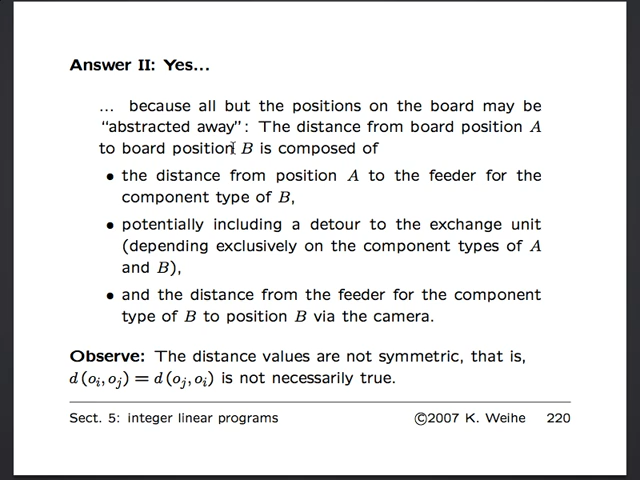 Answer II: Yes...
... because all but the positions on the board may be
“abstracted away”: The distance from board position A
to board position B is composed of
• the distance from position A to the feeder for the
component type of B,
• potentially including a detour to the exchange unit
(depending exclusively on the component types of A
and B),
• and the distance from the feeder for the component
type of B to position B via the camera.
Observe: The distance values are not symmetric, that is,
d(oᵢ, oⱼ) = d(oⱼ, oᵢ) is not necessarily true.
Sect. 5: integer linear programs ©2007 K. Weihe 220